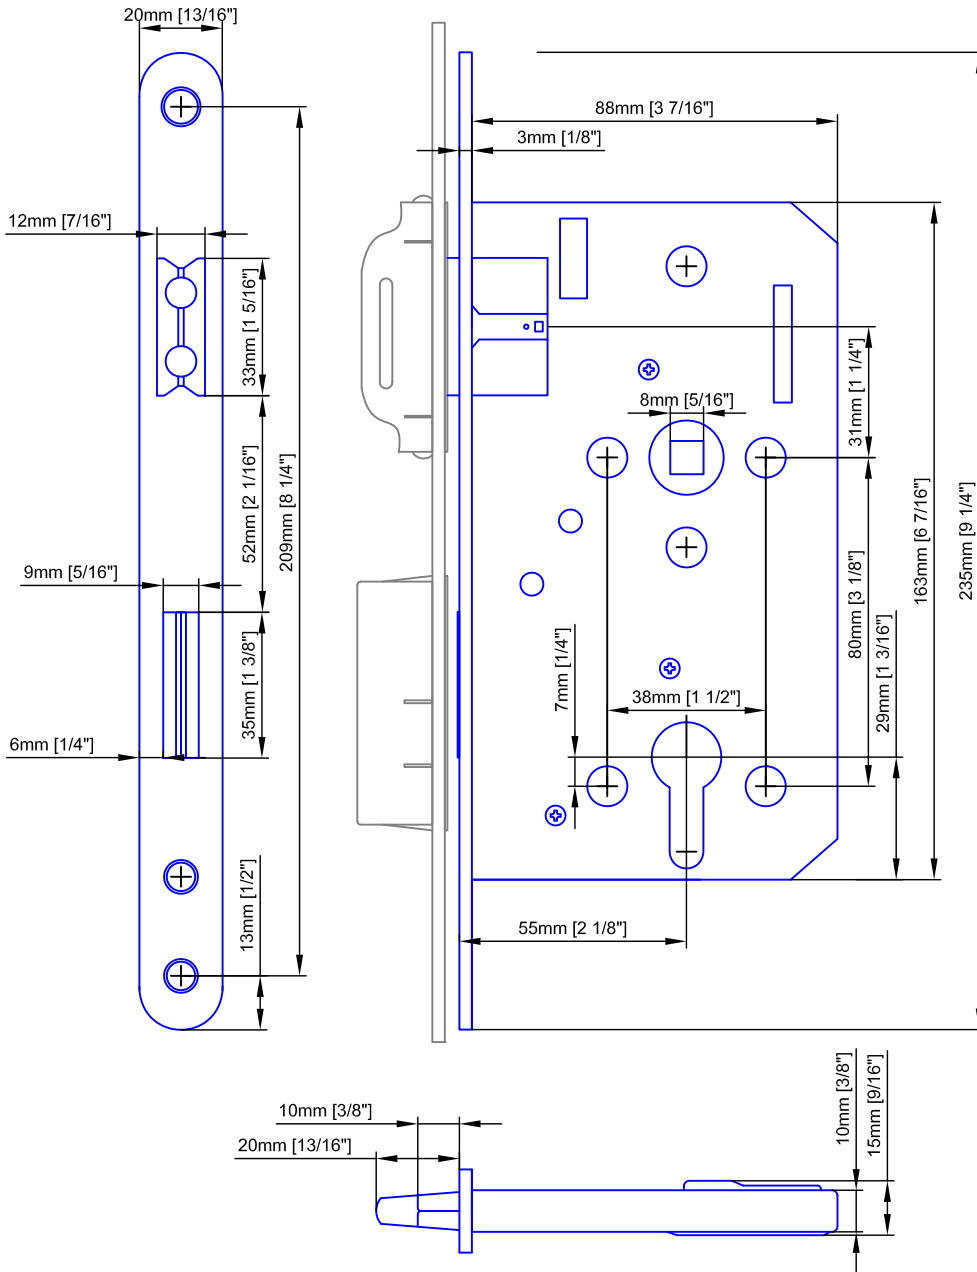 20mm [13/16"]
88mm [3 7/16"]
3mm [1/8"]
12mm [7/16"]
33mm [1 5/16"]
31mm [1 1/4"]
8mm [5/16"]
52mm [2 1/16"]
209mm [8 1/4"]
163mm [6 7/16"]
235mm [9 1/4"]
9mm [5/16"]
80mm [3 1/8"]
29mm [1 3/16"]
7mm [1/4"]
35mm [1 3/8"]
38mm [1 1/2"]
6mm [1/4"]
13mm [1/2"]
55mm [2 1/8"]
10mm [3/8"]
20mm [13/16"]
10mm [3/8"]
15mm [9/16"]